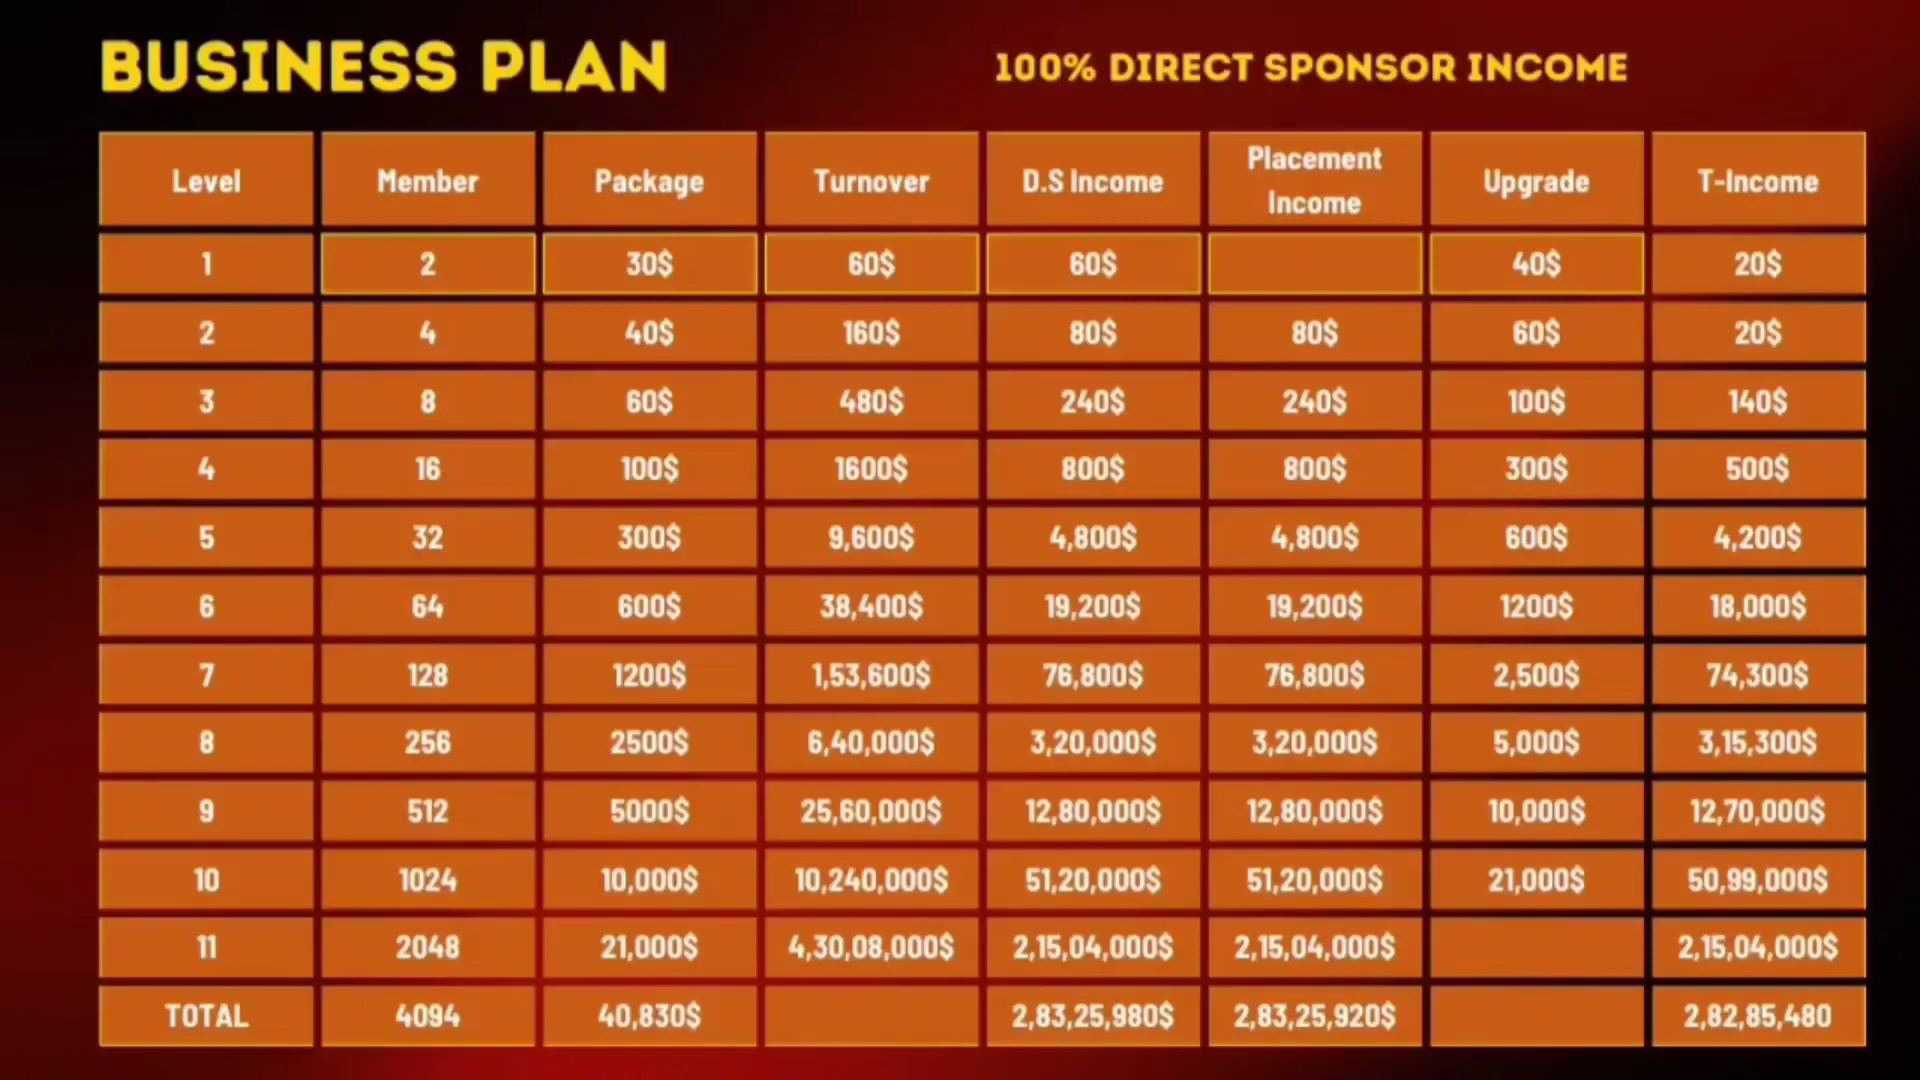 BUSINESS PLAN
100% DIRECT SPONSOR INCOME
Level Member Package Turnover D.S Income Placement Income Upgrade T-Income
1 2 30$ 60$ 60$ 40$ 20$
2 4 40$ 160$ 80$ 80$ 60$ 20$
3 8 60$ 480$ 240$ 240$ 100$ 140$
4 16 100$ 1600$ 800$ 800$ 300$ 500$
5 32 300$ 9,600$ 4,800$ 4,800$ 600$ 4,200$
6 64 600$ 38,400$ 19,200$ 19,200$ 1200$ 18,000$
7 128 1200$ 1,53,600$ 76,800$ 76,800$ 2,500$ 74,300$
8 256 2500$ 6,40,000$ 3,20,000$ 3,20,000$ 5,000$ 3,15,300$
9 512 5000$ 25,60,000$ 12,80,000$ 12,80,000$ 10,000$ 12,70,000$
10 1024 10,000$ 10,240,000$ 51,20,000$ 51,20,000$ 21,000$ 50,99,000$
11 2048 21,000$ 4,30,08,000$ 2,15,04,000$ 2,15,04,000$ 2,15,04,000$
TOTAL 4094 40,830$ 2,83,25,980$ 2,83,25,920$ 2,82,85,480